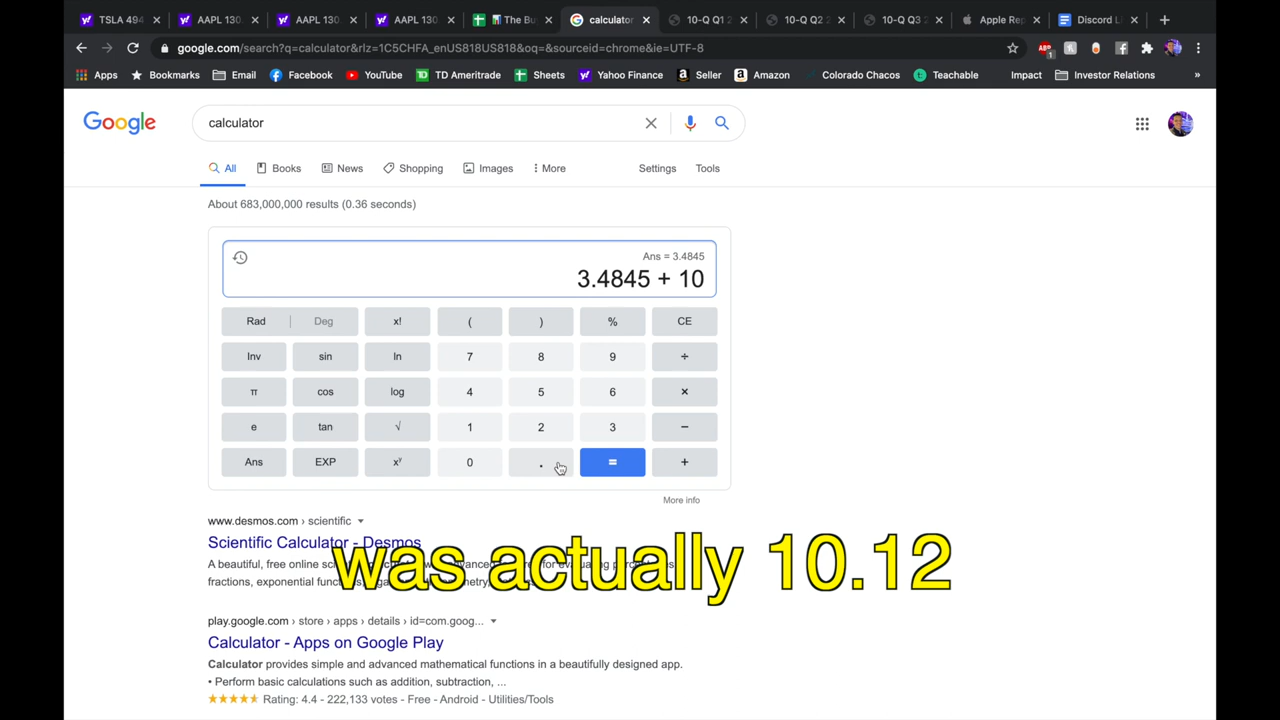 TSLA 494
AAPL 130.
AAPL 130.
AAPL 130.
The Bu
calculator
10-Q Q1 2
10-Q Q2 2
10-Q Q3 2
Apple Rep
Discord Li
google.com/search?q=calculator&rlz=1C5CHFA_enUS818US818&oq=&sourceid=chrome&ie=UTF-8
Apps
Bookmarks
Email
Facebook
YouTube
TD Ameritrade
Sheets
Yahoo Finance
Seller
Amazon
Colorado Chacos
Teachable
Impact
Investor Relations
»
Google
calculator
All
Books
News
Shopping
Images
More
Settings
Tools
About 683,000,000 results (0.36 seconds)
Ans = 3.4845
3.4845 + 10
Rad | Deg x! ( ) % CE
Inv sin ln 7 8 9 ÷
π cos log 4 5 6 ×
e tan √ 1 2 3 −
Ans EXP xʸ 0 . = +
More info
www.desmos.com › scientific
Scientific Calculator - Desmos
A beautiful, free online
fractions, exponential
was actually 10.12
play.google.com › store › apps › details › id=com.goog...
Calculator - Apps on Google Play
Calculator provides simple and advanced mathematical functions in a beautifully designed app.
• Perform basic calculations such as addition, subtraction, ...
Rating: 4.4 - 222,133 votes - Free - Android - Utilities/Tools